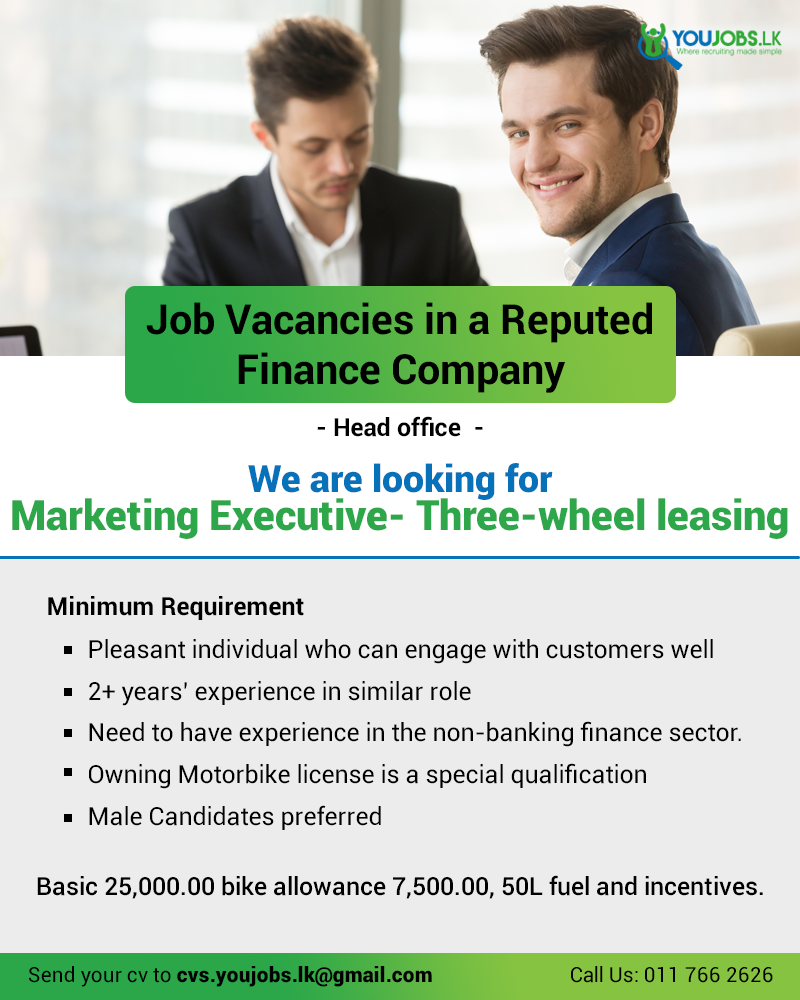 YOUJOBS.LK
Where recruiting made simple
Job Vacancies in a Reputed
Finance Company
- Head office -
We are looking for
Marketing Executive- Three-wheel leasing
Minimum Requirement
▪ Pleasant individual who can engage with customers well
▪ 2+ years' experience in similar role
▪ Need to have experience in the non-banking finance sector.
▪ Owning Motorbike license is a special qualification
▪ Male Candidates preferred
Basic 25,000.00 bike allowance 7,500.00, 50L fuel and incentives.
Send your cv to cvs.youjobs.lk@gmail.com
Call Us: 011 766 2626